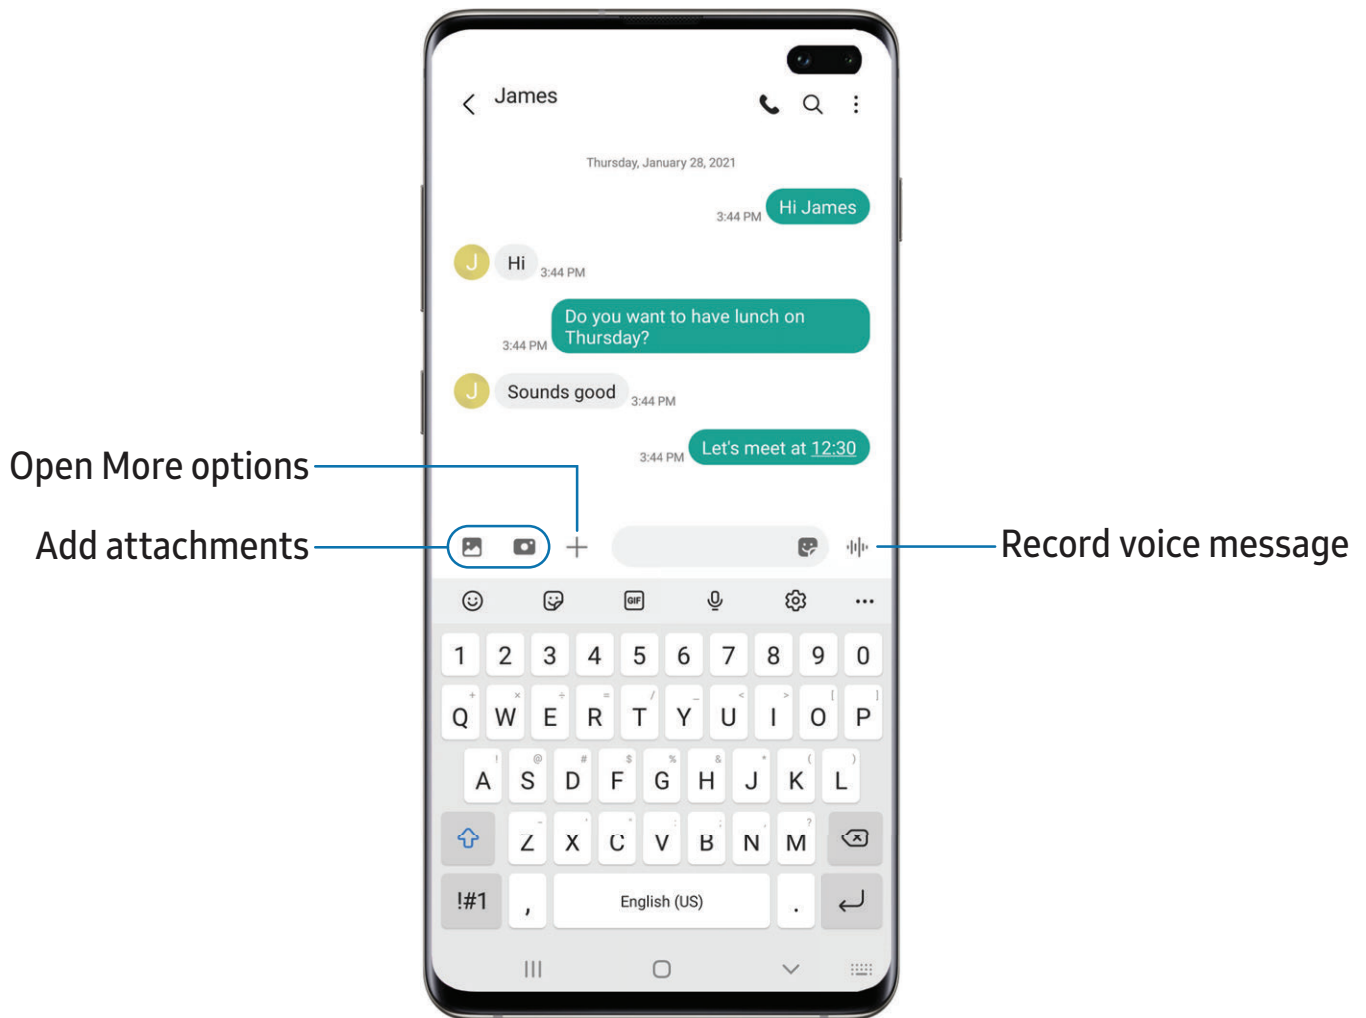 James
Thursday, January 28, 2021
3:44 PM Hi James
J Hi 3:44 PM
Do you want to have lunch on
Thursday?
3:44 PM
J Sounds good 3:44 PM
3:44 PM Let's meet at 12:30
Open More options
Add attachments
Record voice message
GIF
1 2 3 4 5 6 7 8 9 0
+ × ÷ = / _ < > [ ]
Q W E R T Y U I O P
! @ # $ % & * ( )
A S D F G H J K L
- ' " : ; , ?
Z X C V B N M
!#1 , English (US) .